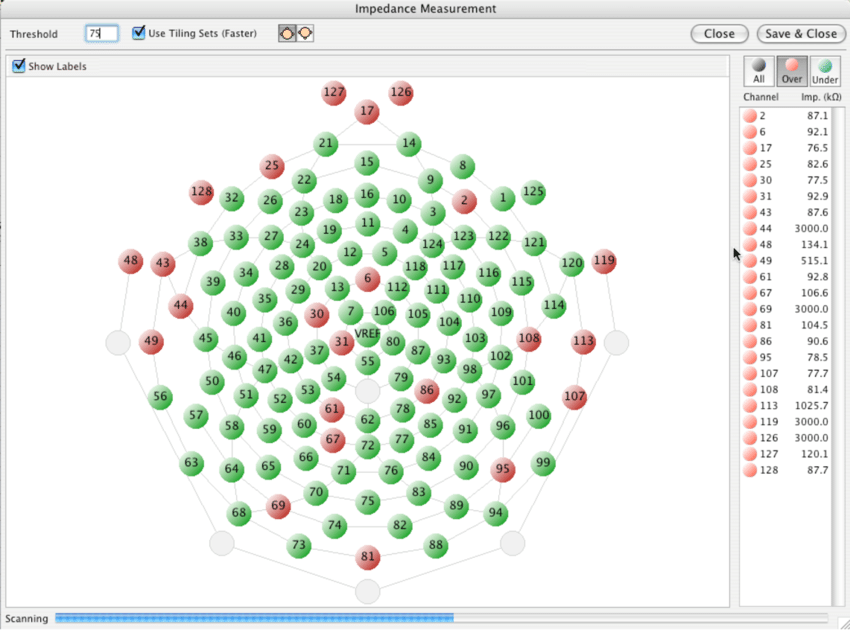 Impedance Measurement
Threshold 75 Use Tiling Sets (Faster) Close Save & Close
Show Labels
All Over Under
Channel Imp. (kΩ)
2 87.1
6 92.1
17 76.5
25 82.6
30 77.5
31 92.9
43 87.6
44 3000.0
48 134.1
49 515.1
61 92.8
67 106.6
69 3000.0
81 104.5
86 90.6
95 78.5
107 77.7
108 81.4
113 1025.7
119 3000.0
126 3000.0
127 120.1
128 87.7
127 126
17
21 14
25 15 8
22 9
128 32 26 18 16 10 2 1 125
23 3
19 11 4
38 33 27 24 124 123 122 121
12 5
48 43 28 20 118 117 120 119
39 34 6 116 115
29 13 112 111
44 35 110 114
40 30 7 106 105 109
36 104
49 45 41 31 VREF 80 103 108 113
46 42 37 87 93 102
47 55 98
50 54 79 101
56 51 52 53 86 92 97 107
57 61 78 100
58 59 60 62 85 91 96
67 72 77
63 64 65 66 84 90 95 99
71 76
70 83
68 69 75 89 94
74 82
73 88
81
Scanning